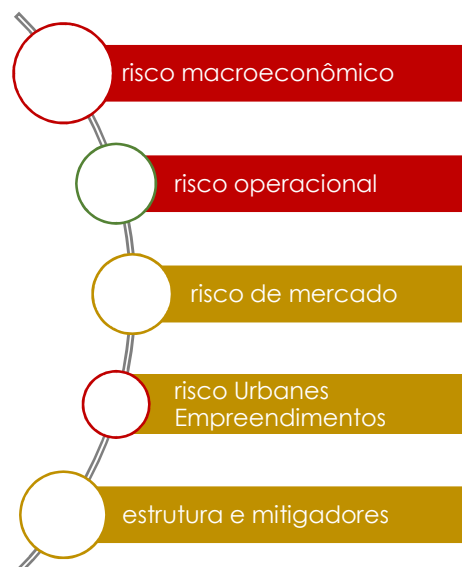 risco macroeconômico
risco operacional
risco de mercado
risco Urbanes
Empreendimentos
estrutura e mitigadores